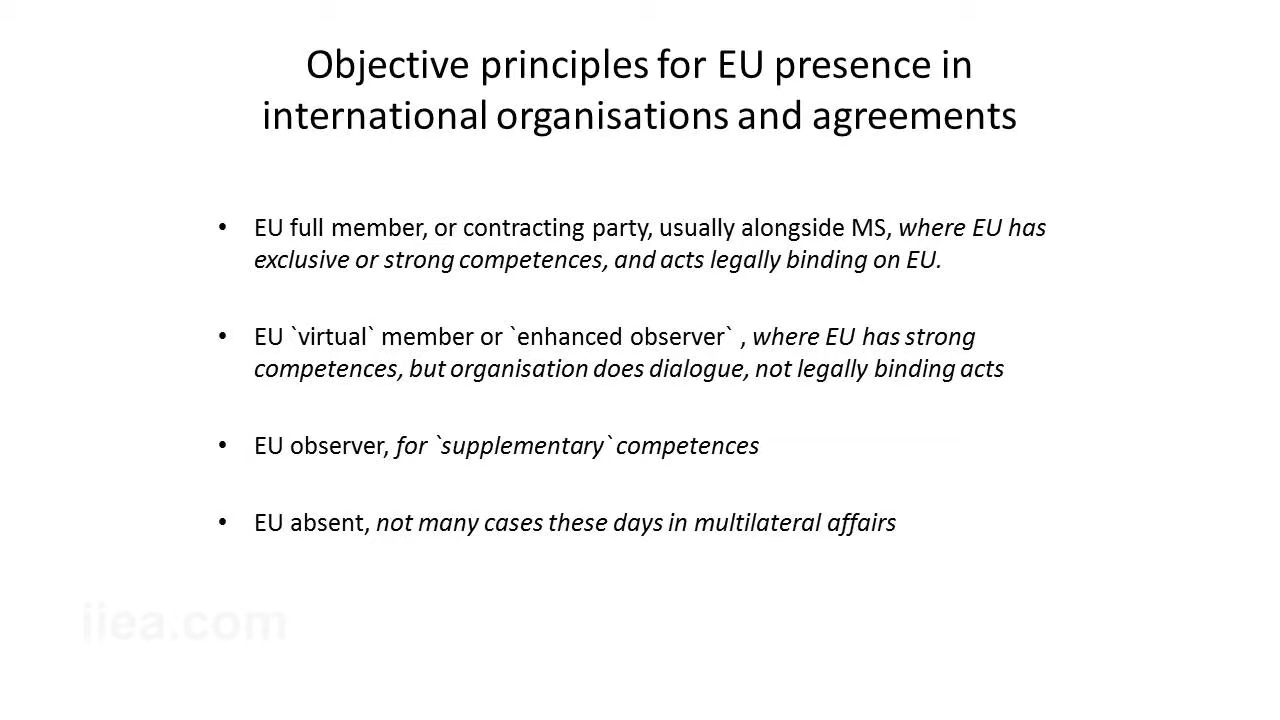 Objective principles for EU presence in
international organisations and agreements
• EU full member, or contracting party, usually alongside MS, where EU has
exclusive or strong competences, and acts legally binding on EU.
• EU `virtual` member or `enhanced observer` , where EU has strong
competences, but organisation does dialogue, not legally binding acts
• EU observer, for `supplementary` competences
• EU absent, not many cases these days in multilateral affairs
iiea.com